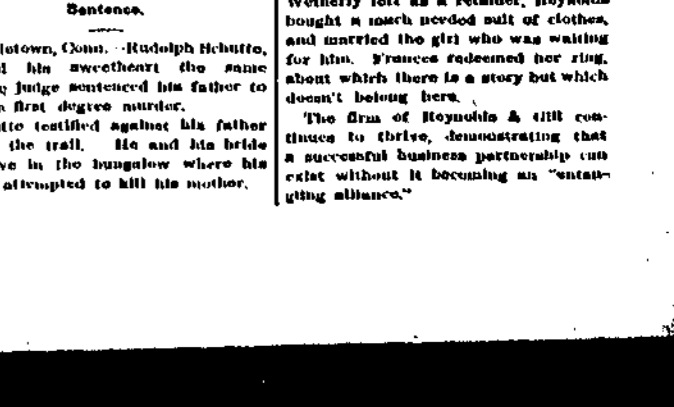 Sentence.
Conn. --Rudolph Schutte,
his sweetheart the same
judge sentenced his father to
first degree murder.
testified against his father
the trail. He and his bride
in the bungalow where his
attempted to kill his mother.
left as a retainer,
bought a much needed suit of clothes,
and married the girl who was waiting
for him. Frances redeemed her ring,
about which there is a story but which
doesn't belong here.
The firm of Reynolds & con-
tinues to thrive, demonstrating that
a successful business partnership can
exist without it becoming an "entan-
gling alliance."